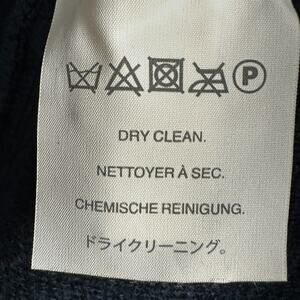 P
DRY CLEAN.
NETTOYER À SEC.
CHEMISCHE REINIGUNG.
ドライクリーニング。